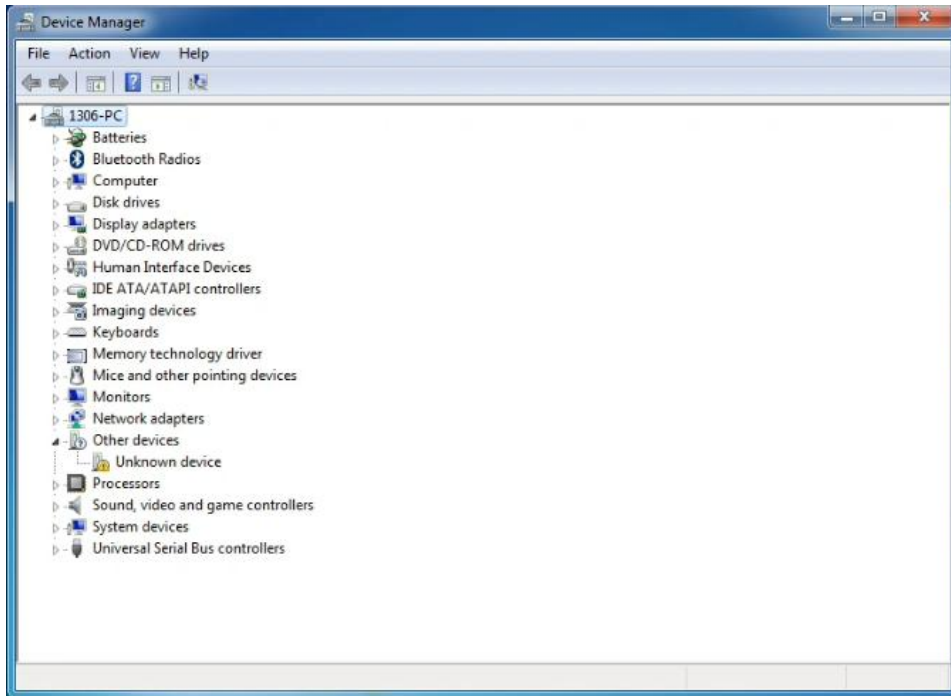 Device Manager
File Action View Help
1306-PC
Batteries
Bluetooth Radios
Computer
Disk drives
Display adapters
DVD/CD-ROM drives
Human Interface Devices
IDE ATA/ATAPI controllers
Imaging devices
Keyboards
Memory technology driver
Mice and other pointing devices
Monitors
Network adapters
Other devices
Unknown device
Processors
Sound, video and game controllers
System devices
Universal Serial Bus controllers